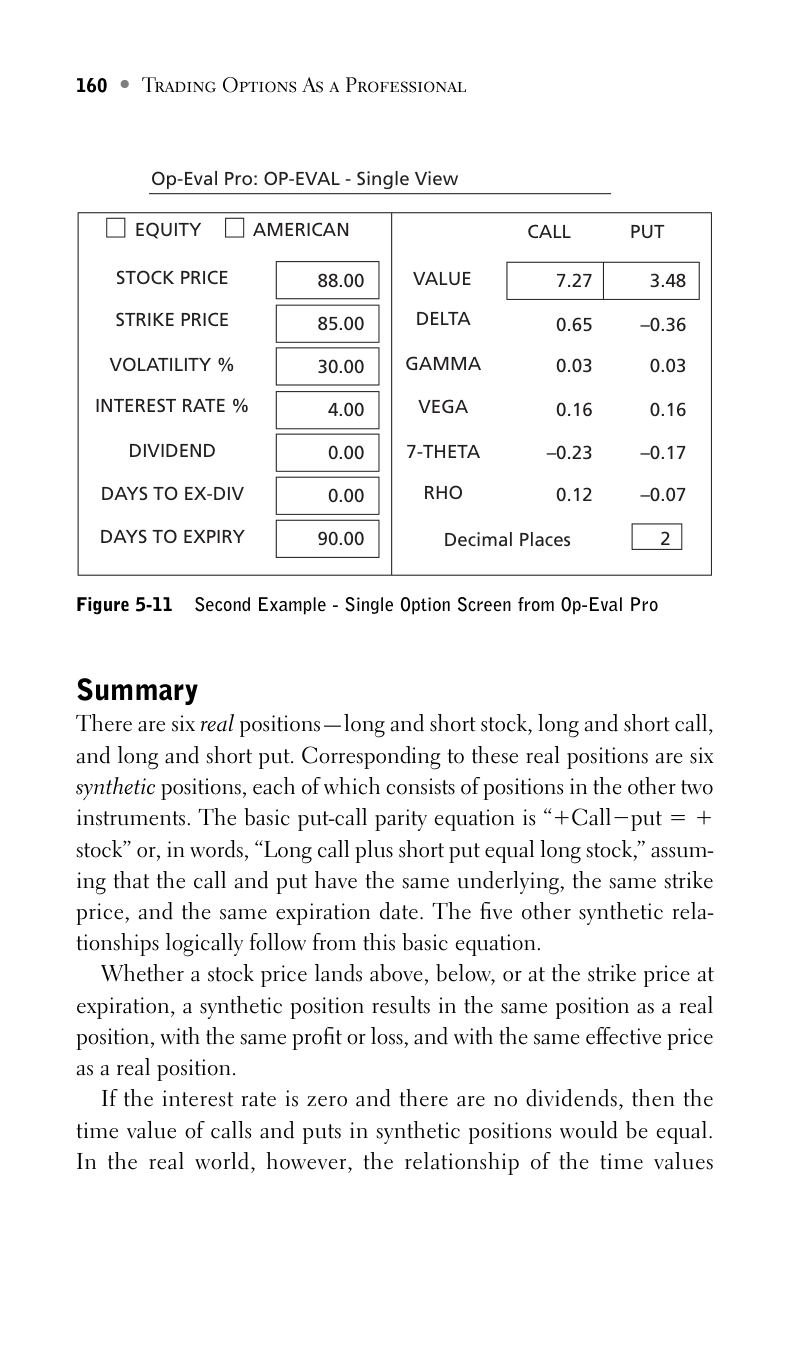 160 • Trading Options As a Professional
Op-Eval Pro: OP-EVAL - Single View
EQUITY AMERICAN CALL PUT
STOCK PRICE 88.00 VALUE 7.27 3.48
STRIKE PRICE 85.00 DELTA 0.65 –0.36
VOLATILITY % 30.00 GAMMA 0.03 0.03
INTEREST RATE % 4.00 VEGA 0.16 0.16
DIVIDEND 0.00 7-THETA –0.23 –0.17
DAYS TO EX-DIV 0.00 RHO 0.12 –0.07
DAYS TO EXPIRY 90.00 Decimal Places 2
Figure 5-11 Second Example - Single Option Screen from Op-Eval Pro
Summary
There are six real positions—long and short stock, long and short call,
and long and short put. Corresponding to these real positions are six
synthetic positions, each of which consists of positions in the other two
instruments. The basic put-call parity equation is “+Call−put = +
stock” or, in words, “Long call plus short put equal long stock,” assum-
ing that the call and put have the same underlying, the same strike
price, and the same expiration date. The five other synthetic rela-
tionships logically follow from this basic equation.
Whether a stock price lands above, below, or at the strike price at
expiration, a synthetic position results in the same position as a real
position, with the same profit or loss, and with the same effective price
as a real position.
If the interest rate is zero and there are no dividends, then the
time value of calls and puts in synthetic positions would be equal.
In the real world, however, the relationship of the time values